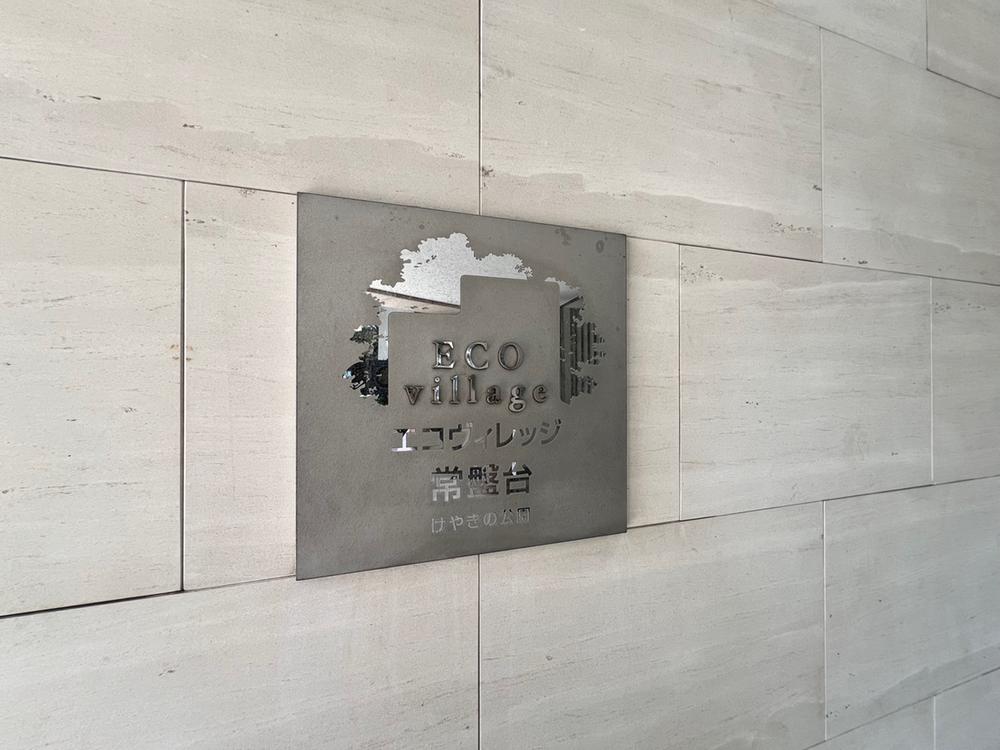 ECO
village
エコヴィレッジ
常盤台
けやきの公園